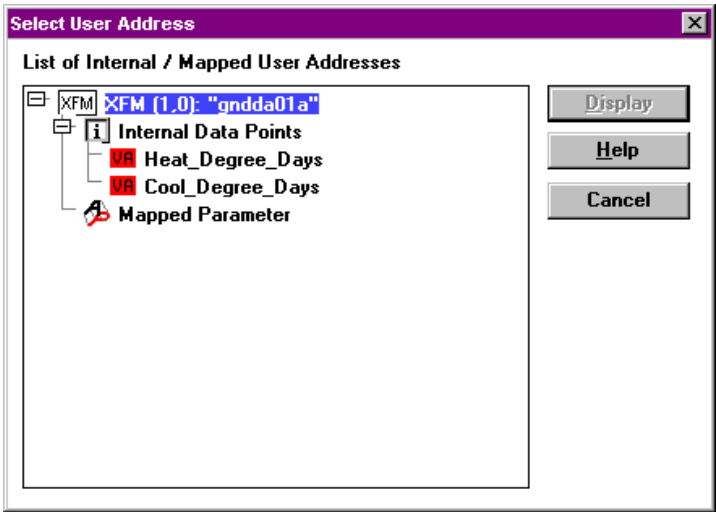 Select User Address
List of Internal / Mapped User Addresses
XFM XFM (1,0): "gndda01a"
i Internal Data Points
VA Heat_Degree_Days
VA Cool_Degree_Days
Mapped Parameter
Display
Help
Cancel